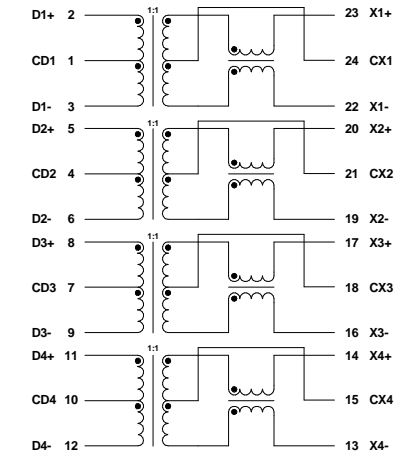 D1+ 2 1:1 23 X1+
CD1 1 24 CX1
D1- 3 22 X1-
D2+ 5 1:1 20 X2+
CD2 4 21 CX2
D2- 6 19 X2-
D3+ 8 1:1 17 X3+
CD3 7 18 CX3
D3- 9 16 X3-
D4+ 11 1:1 14 X4+
CD4 10 15 CX4
D4- 12 13 X4-